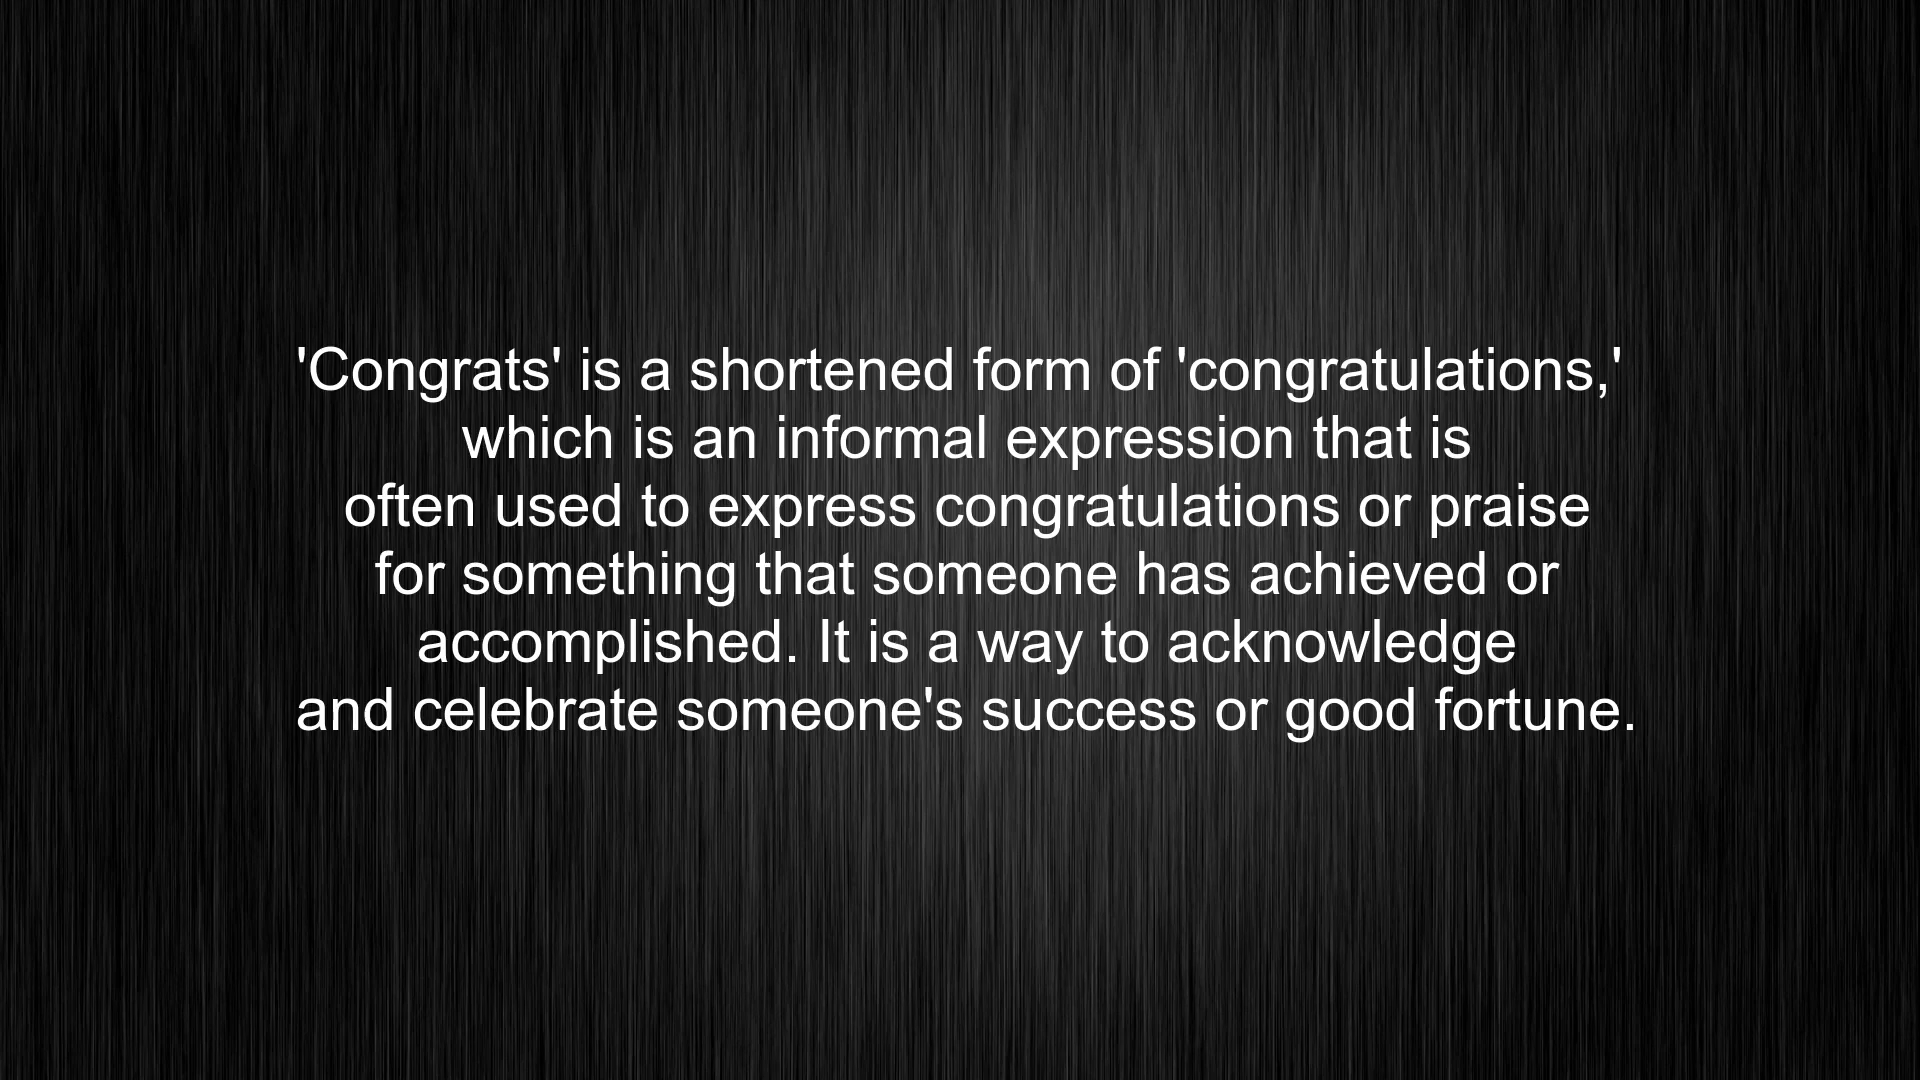 'Congrats' is a shortened form of 'congratulations,'
which is an informal expression that is
often used to express congratulations or praise
for something that someone has achieved or
accomplished. It is a way to acknowledge
and celebrate someone's success or good fortune.